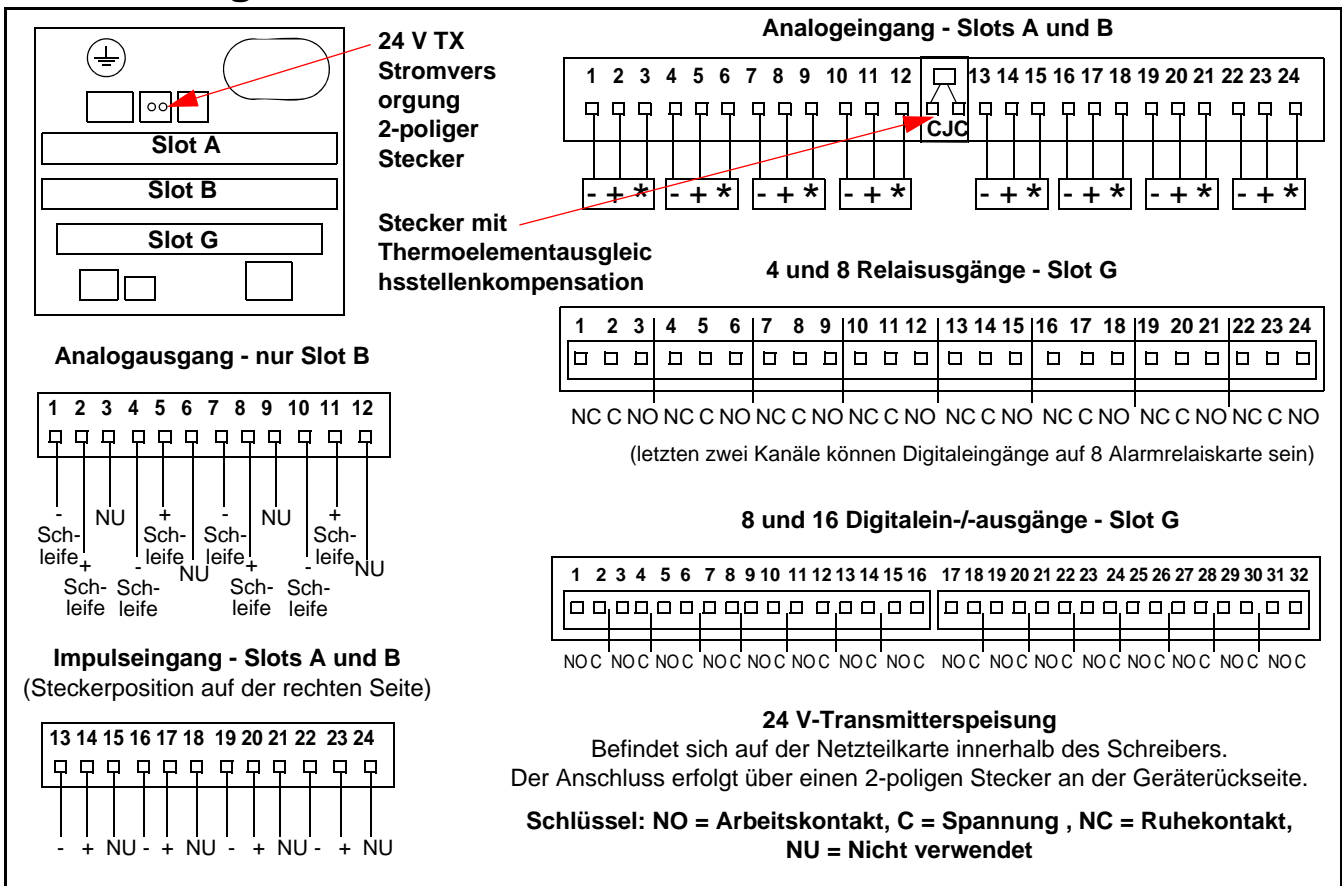 24 V TX
Stromvers
orgung
2-poliger
Stecker
Slot A
Slot B
Slot G
Stecker mit
Thermoelementausgleic
hsstellenkompensation
Analogeingang - Slots A und B
1 2 3 4 5 6 7 8 9 10 11 12 13 14 15 16 17 18 19 20 21 22 23 24
CJC
- + * - + * - + * - + * - + * - + * - + * - + *
4 und 8 Relaisusgänge - Slot G
1 2 3 4 5 6 7 8 9 10 11 12 13 14 15 16 17 18 19 20 21 22 23 24
NC C NO NC C NO NC C NO NC C NO NC C NO NC C NO NC C NO NC C NO
(letzten zwei Kanäle können Digitaleingänge auf 8 Alarmrelaiskarte sein)
Analogausgang - nur Slot B
1 2 3 4 5 6 7 8 9 10 11 12
- NU + - NU +
Sch- Sch- Sch- Sch-
leife leife leife leife
+ - NU + - NU
Sch- Sch- Sch- Sch-
leife leife leife leife
8 und 16 Digitalein-/-ausgänge - Slot G
1 2 3 4 5 6 7 8 9 10 11 12 13 14 15 16 17 18 19 20 21 22 23 24 25 26 27 28 29 30 31 32
NO C NO C NO C NO C NO C NO C NO C NO C NO C NO C NO C NO C NO C NO C NO C NO C
Impulseingang - Slots A und B
(Steckerposition auf der rechten Seite)
13 14 15 16 17 18 19 20 21 22 23 24
- + NU - + NU - + NU - + NU
24 V-Transmitterspeisung
Befindet sich auf der Netzteilkarte innerhalb des Schreibers.
Der Anschluss erfolgt über einen 2-poligen Stecker an der Geräterückseite.
Schlüssel: NO = Arbeitskontakt, C = Spannung , NC = Ruhekontakt,
NU = Nicht verwendet